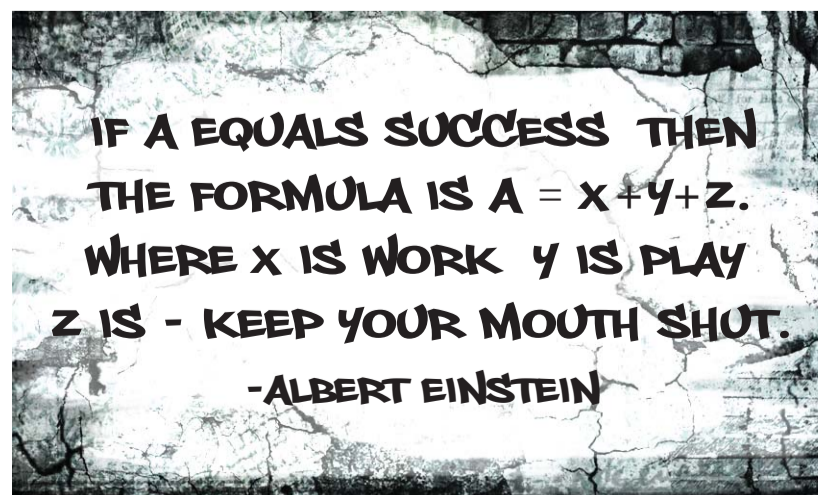 IF A EQUALS SUCCESS THEN
THE FORMULA IS A = X+Y+Z.
WHERE X IS WORK Y IS PLAY
Z IS - KEEP YOUR MOUTH SHUT.
-ALBERT EINSTEIN